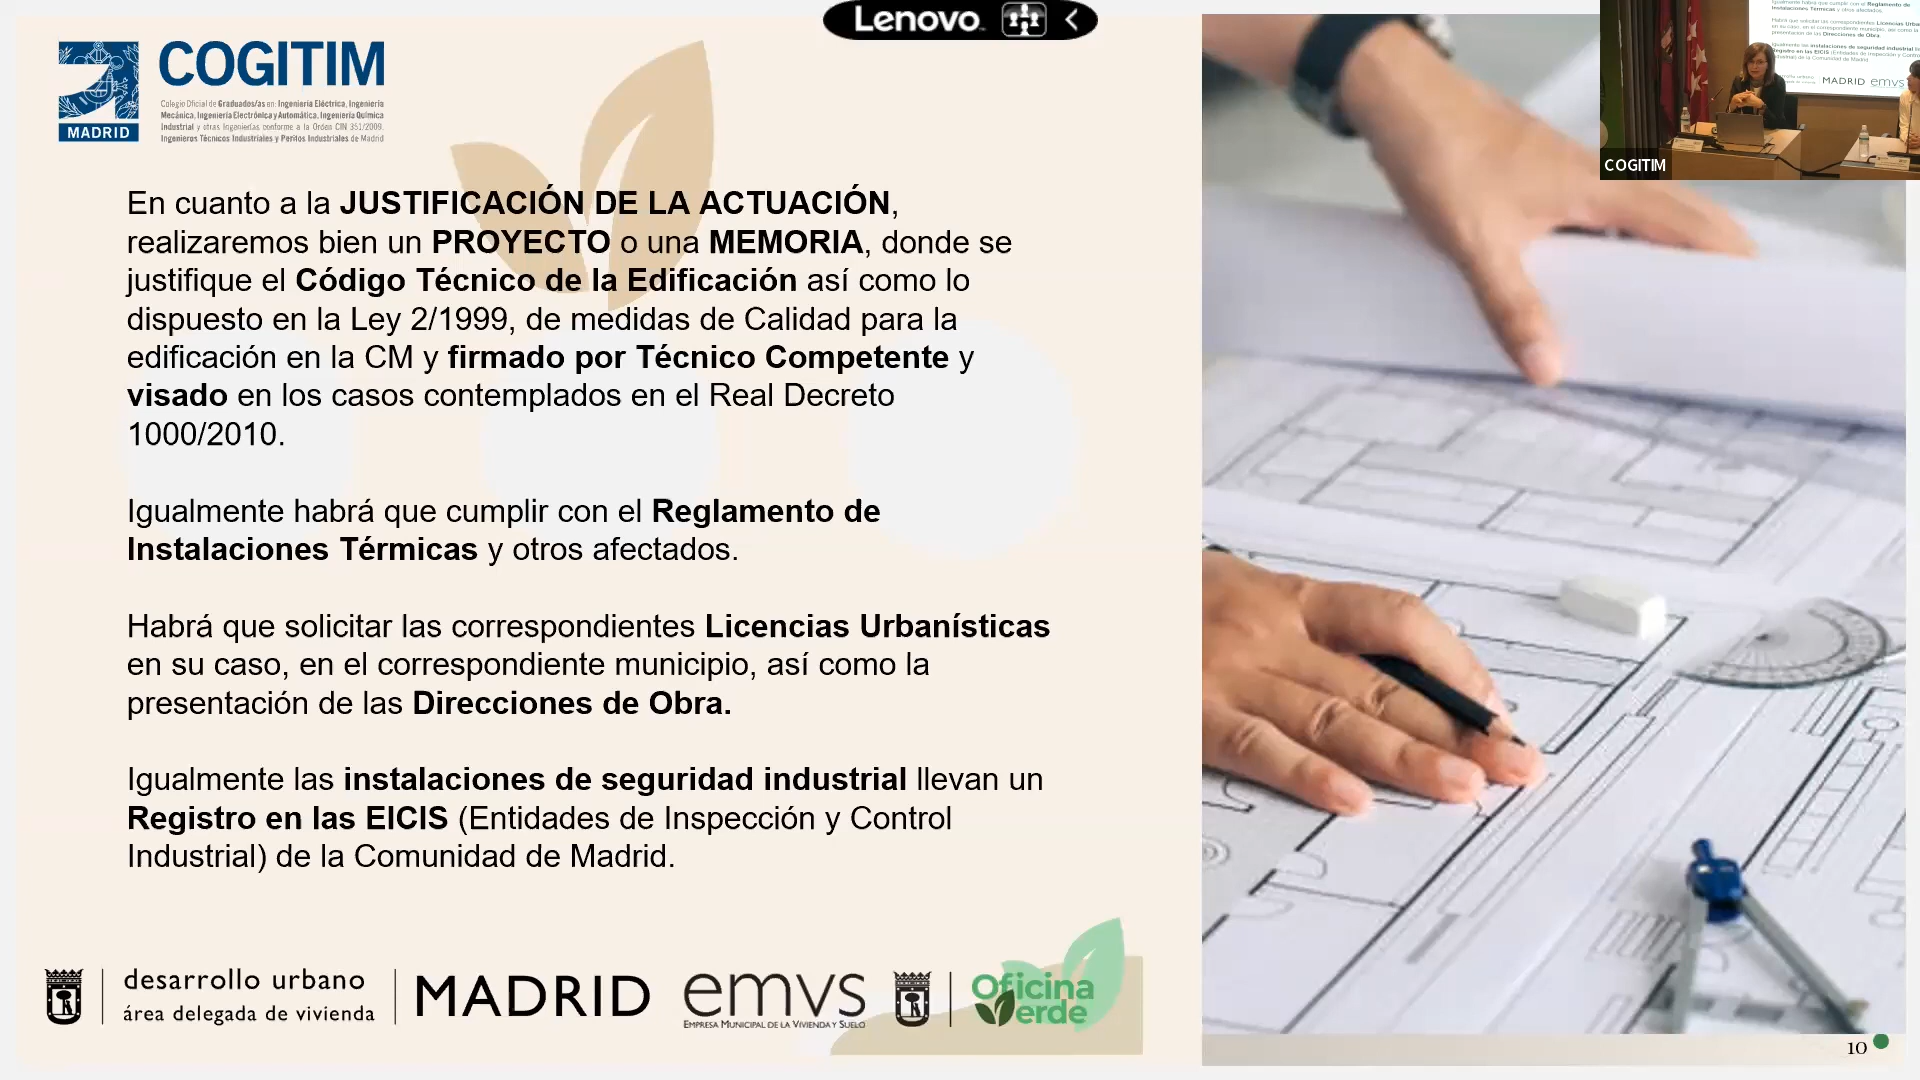 Lenovo
COGITIM
Colegio Oficial de Graduados/as en: Ingeniería Eléctrica, Ingeniería
Mecánica, Ingeniería Electrónica y Automática, Ingeniería Química
Industrial y otras Ingenierías conforme a la Orden CIN 351/2009.
Ingenieros Técnicos Industriales y Peritos Industriales de Madrid
MADRID
En cuanto a la JUSTIFICACIÓN DE LA ACTUACIÓN,
realizaremos bien un PROYECTO o una MEMORIA, donde se
justifique el Código Técnico de la Edificación así como lo
dispuesto en la Ley 2/1999, de medidas de Calidad para la
edificación en la CM y firmado por Técnico Competente y
visado en los casos contemplados en el Real Decreto
1000/2010.
Igualmente habrá que cumplir con el Reglamento de
Instalaciones Térmicas y otros afectados.
Habrá que solicitar las correspondientes Licencias Urbanísticas
en su caso, en el correspondiente municipio, así como la
presentación de las Direcciones de Obra.
Igualmente las instalaciones de seguridad industrial llevan un
Registro en las EICIS (Entidades de Inspección y Control
Industrial) de la Comunidad de Madrid.
desarrollo urbano
área delegada de vivienda
MADRID
emvs
EMPRESA MUNICIPAL DE LA VIVIENDA Y SUELO
Oficina
erde
10
COGITIM
MADRID emvs